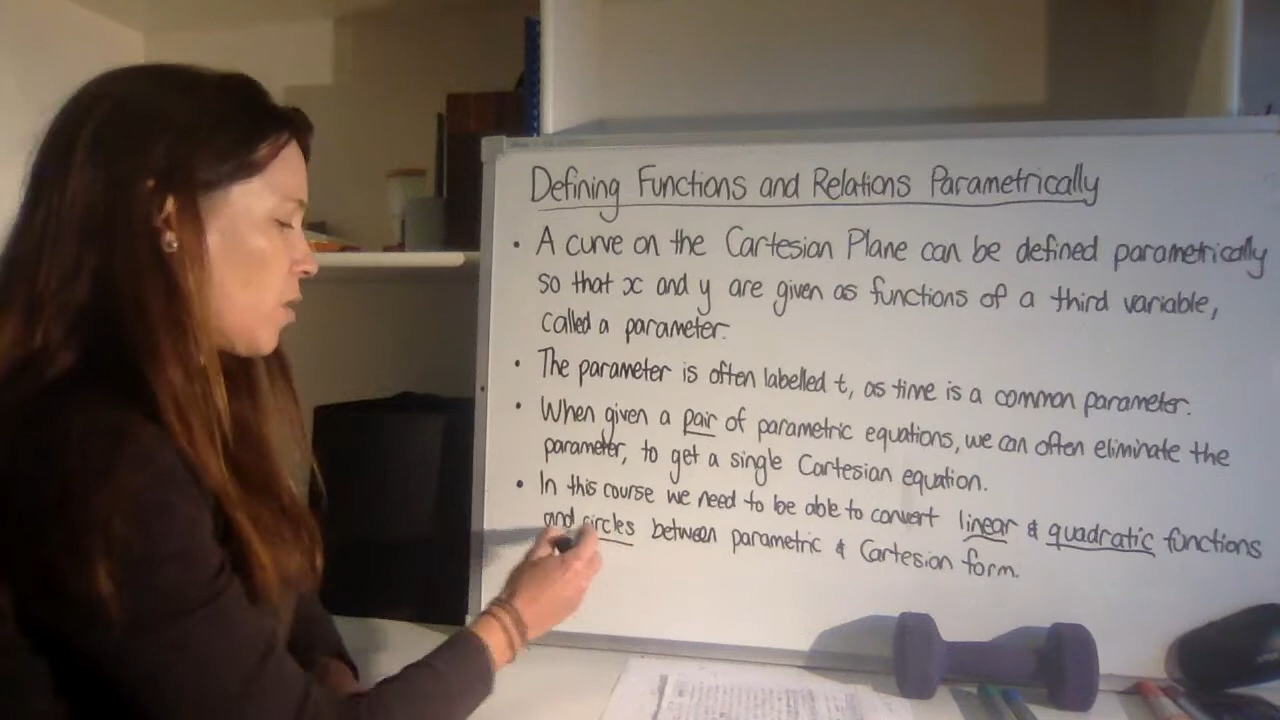 Defining Functions and Relations Parametrically
• A curve on the Cartesian Plane can be defined parametrically
so that x and y are given as functions of a third variable,
called a parameter.
• The parameter is often labelled t, as time is a common parameter.
• When given a pair of parametric equations, we can often eliminate the
parameter, to get a single Cartesian equation.
• In this course we need to be able to convert linear & quadratic functions
and circles between parametric & Cartesian form.